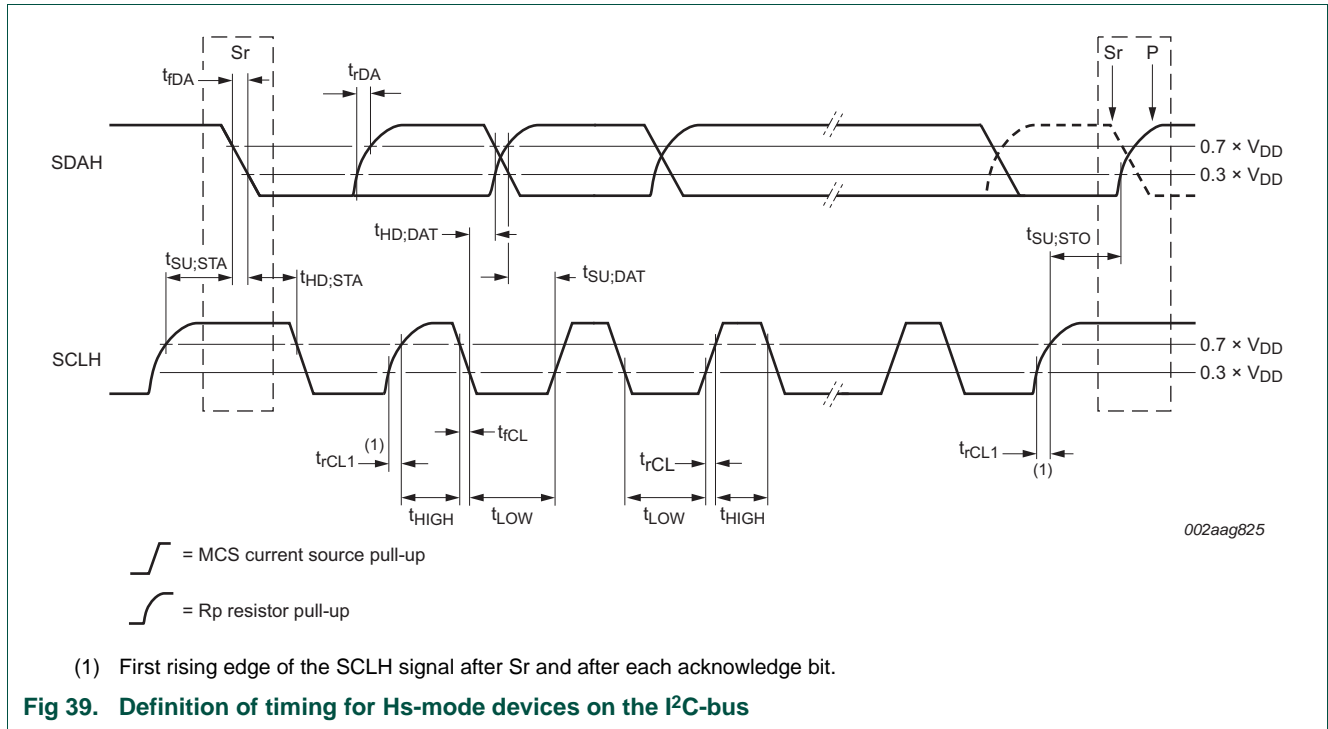 Sr
Sr P
tfDA
trDA
0.7 × VDD
SDAH
0.3 × VDD
tHD;DAT
tSU;STO
tSU;STA
tHD;STA
tSU;DAT
0.7 × VDD
SCLH
0.3 × VDD
(1)
tfCL
trCL1
trCL
trCL1
(1)
tHIGH
tLOW
tLOW
tHIGH
002aag825
= MCS current source pull-up
= Rp resistor pull-up
(1) First rising edge of the SCLH signal after Sr and after each acknowledge bit.
Fig 39. Definition of timing for Hs-mode devices on the I²C-bus